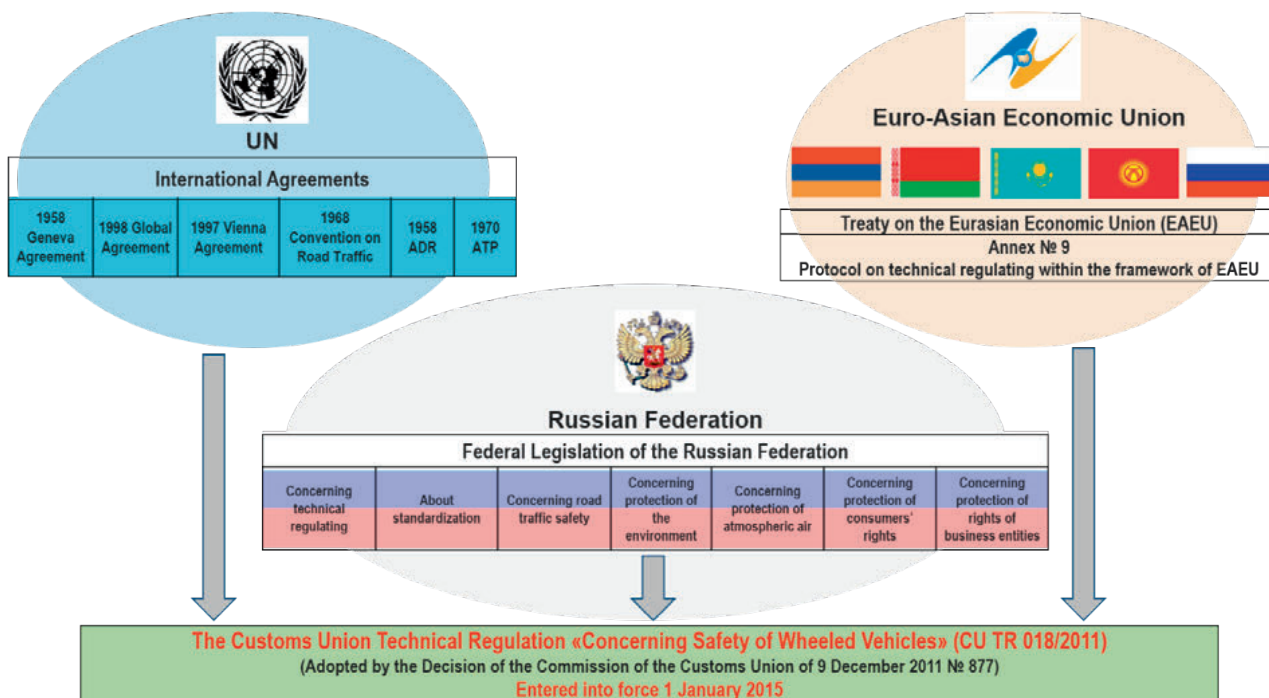 UN
International Agreements
1958
Geneva
Agreement
1998 Global
Agreement
1997 Vienna
Agreement
1968
Convention on
Road Traffic
1958
ADR
1970
ATP
Euro-Asian Economic Union
Treaty on the Eurasian Economic Union (EAEU)
Annex № 9
Protocol on technical regulating within the framework of EAEU
Russian Federation
Federal Legislation of the Russian Federation
Concerning
technical
regulating
About
standardization
Concerning road
traffic safety
Concerning
protection of
the
environment
Concerning
protection of
atmospheric air
Concerning
protection of
consumers'
rights
Concerning
protection of
rights of
business entities
The Customs Union Technical Regulation «Concerning Safety of Wheeled Vehicles» (CU TR 018/2011)
(Adopted by the Decision of the Commission of the Customs Union of 9 December 2011 № 877)
Entered into force 1 January 2015